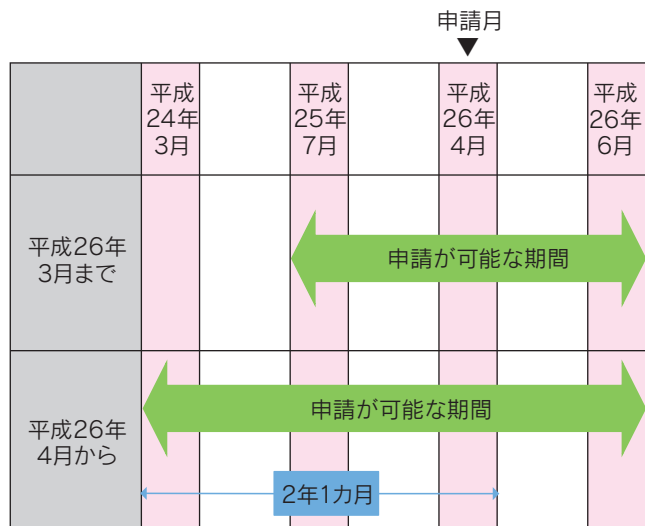 申請月
平成
24年
3月
平成
25年
7月
平成
26年
4月
平成
26年
6月
平成26年
3月まで
申請が可能な期間
平成26年
4月から
申請が可能な期間
2年1カ月